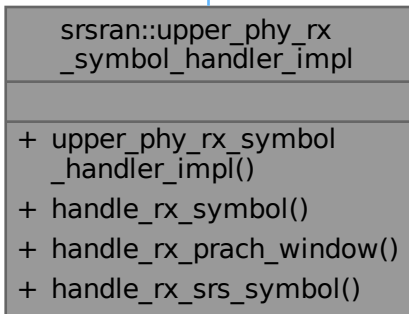 srsran::upper_phy_rx
_symbol_handler_impl
+ upper_phy_rx_symbol
_handler_impl()
+ handle_rx_symbol()
+ handle_rx_prach_window()
+ handle_rx_srs_symbol()